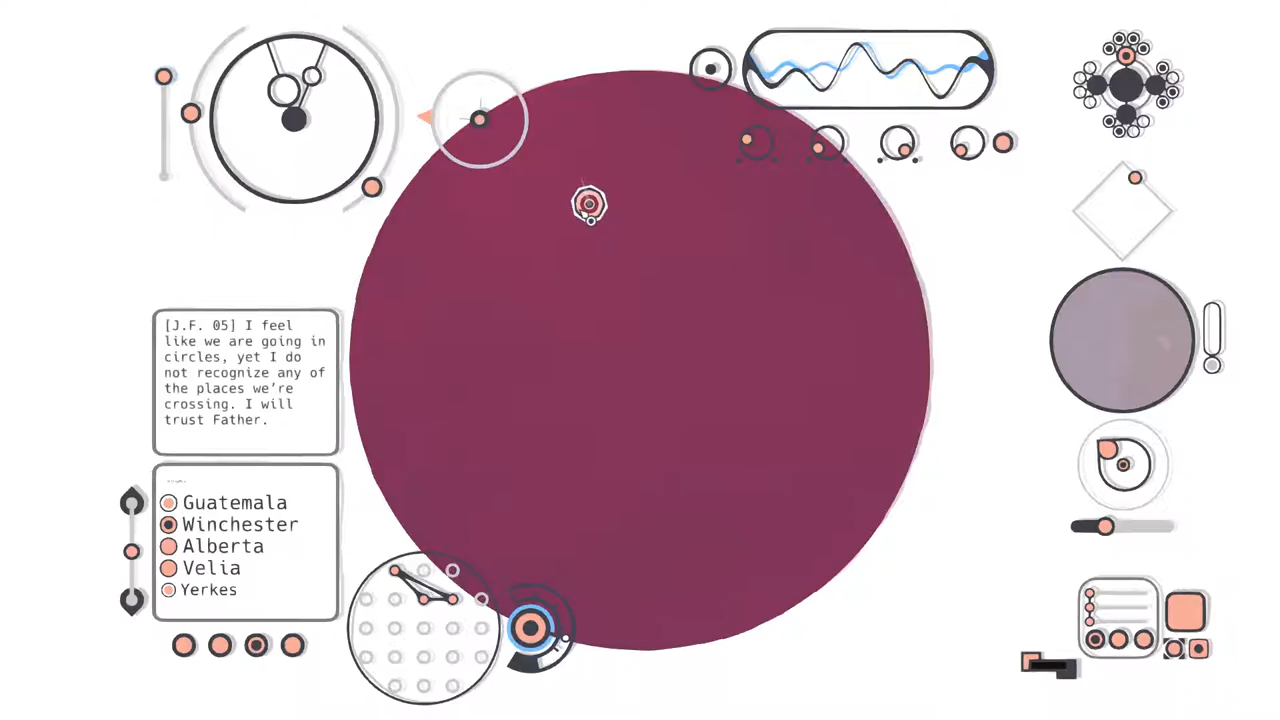 [J.F. 05] I feel
like we are going in
circles, yet I do
not recognize any of
the places we’re
crossing. I will
trust Father.
Guatemala
Winchester
Alberta
Velia
Yerkes